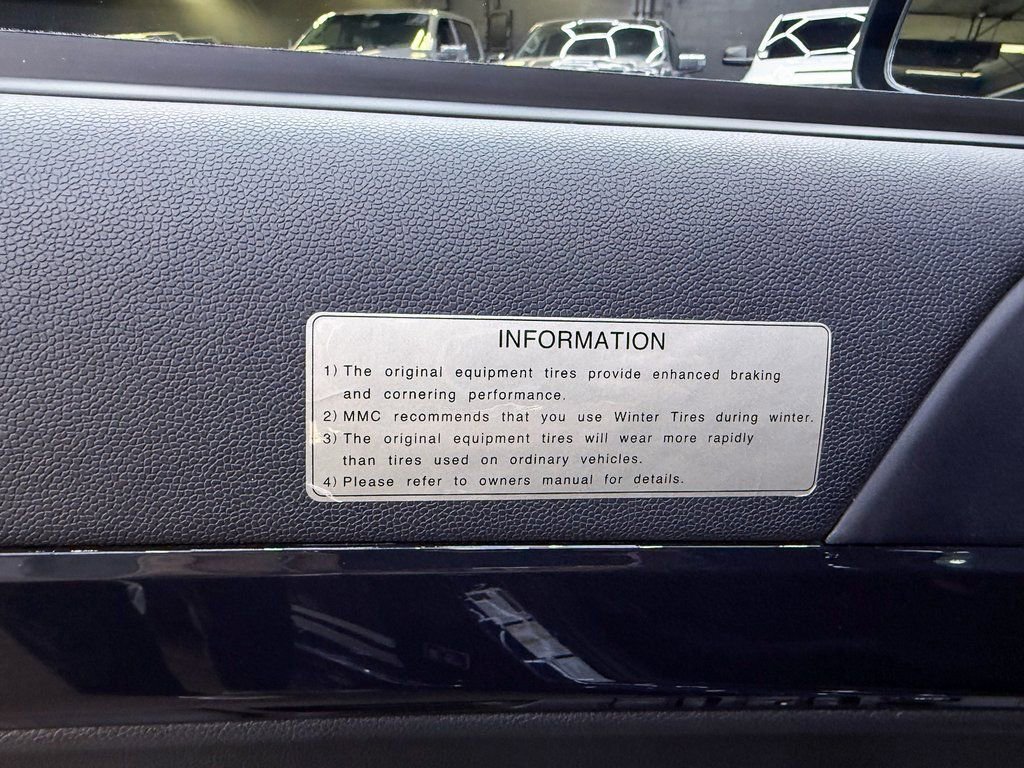 INFORMATION
1) The original equipment tires provide enhanced braking
and cornering performance.
2) MMC recommends that you use Winter Tires during winter.
3) The original equipment tires will wear more rapidly
than tires used on ordinary vehicles.
4) Please refer to owners manual for details.